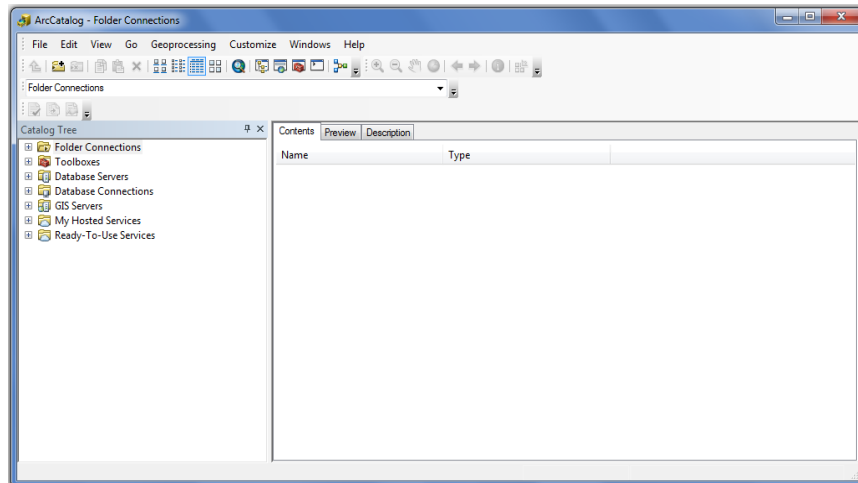 ArcCatalog - Folder Connections
File Edit View Go Geoprocessing Customize Windows Help
Folder Connections
Catalog Tree
Contents Preview Description
Folder Connections
Name Type
Toolboxes
Database Servers
Database Connections
GIS Servers
My Hosted Services
Ready-To-Use Services